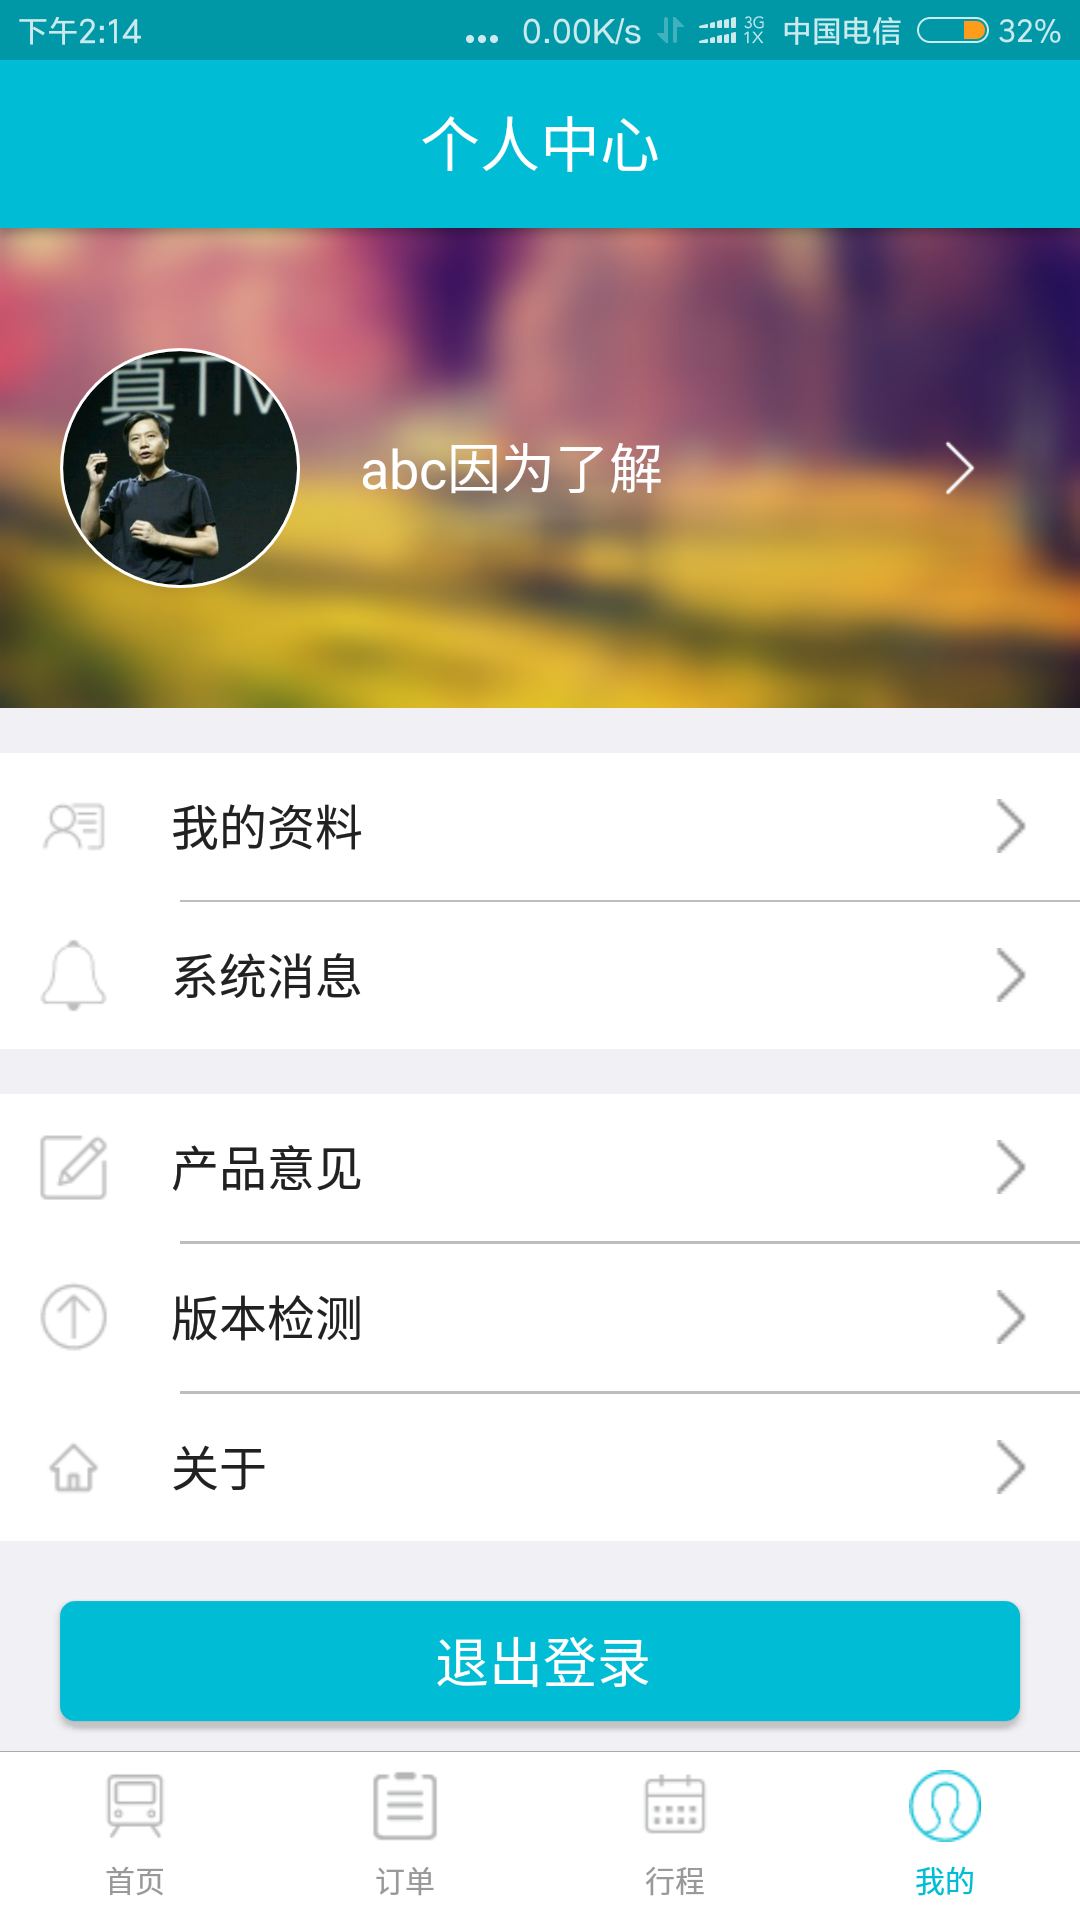 下午2:14 ... 0.00K/s 3G 1X 中国电信 32%
个人中心
真TM
abc因为了解
我的资料
系统消息
产品意见
版本检测
关于
退出登录
首页 订单 行程 我的